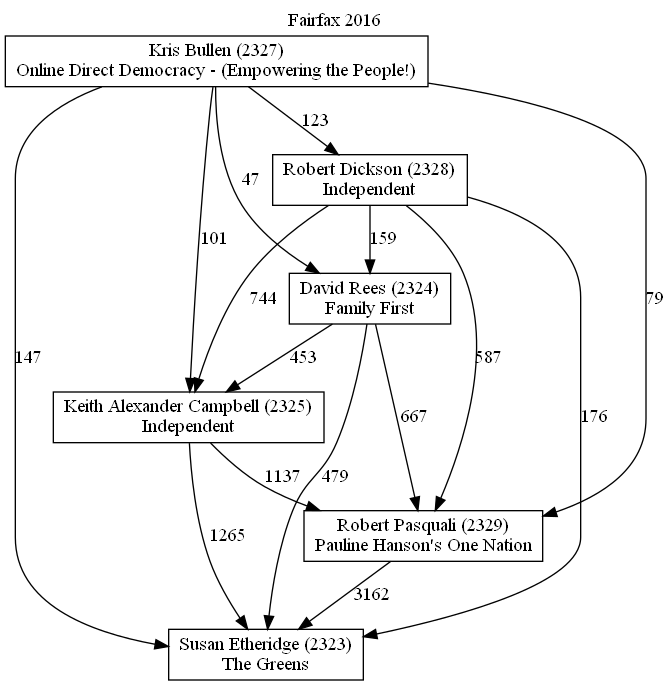 Fairfax 2016
Kris Bullen (2327)
Online Direct Democracy - (Empowering the People!)
123
Robert Dickson (2328)
Independent
47
101
159
David Rees (2324)
Family First
744
79
147
453
587
Keith Alexander Campbell (2325)
Independent
667
176
1137
479
Robert Pasquali (2329)
Pauline Hanson's One Nation
1265
3162
Susan Etheridge (2323)
The Greens